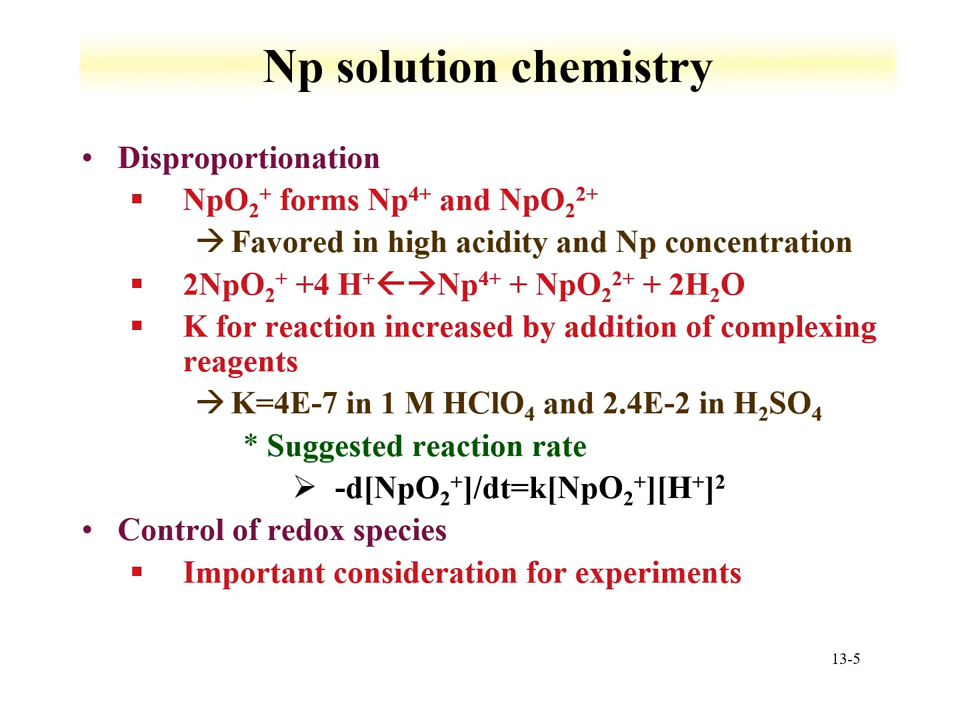 Np solution chemistry
• Disproportionation
▪ NpO₂⁺ forms Np⁴⁺ and NpO₂²⁺
→ Favored in high acidity and Np concentration
▪ 2NpO₂⁺ +4 H⁺←→Np⁴⁺ + NpO₂²⁺ + 2H₂O
▪ K for reaction increased by addition of complexing
reagents
→ K=4E-7 in 1 M HClO₄ and 2.4E-2 in H₂SO₄
* Suggested reaction rate
➢ -d[NpO₂⁺]/dt=k[NpO₂⁺][H⁺]²
• Control of redox species
▪ Important consideration for experiments
13-5